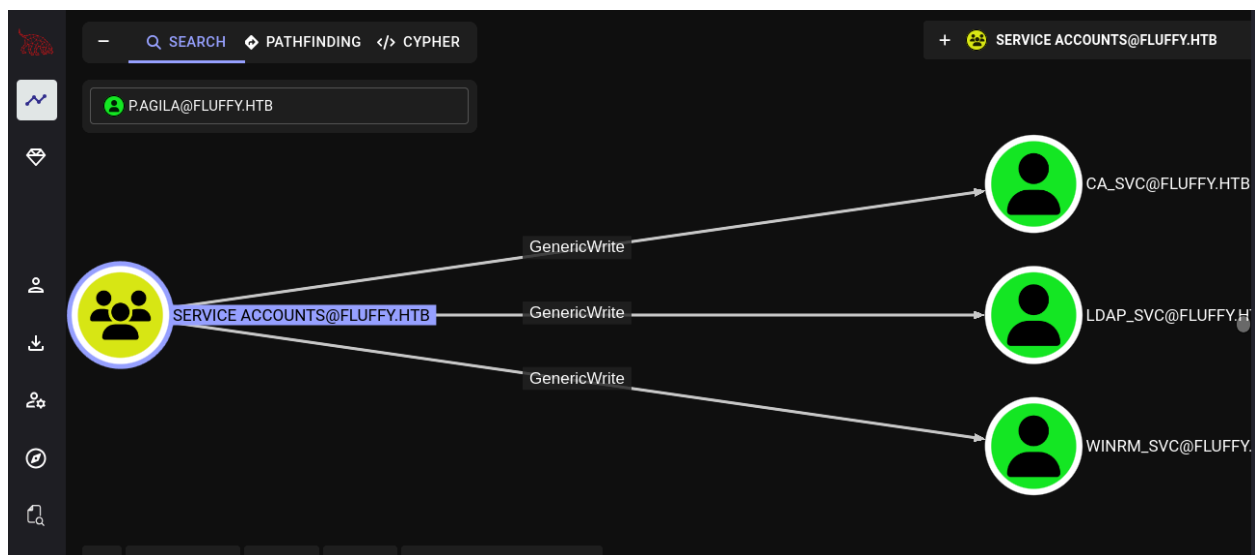 SEARCH PATHFINDING </> CYPHER
+ SERVICE ACCOUNTS@FLUFFY.HTB
P.AGILA@FLUFFY.HTB
CA_SVC@FLUFFY.HTB
GenericWrite
SERVICE ACCOUNTS@FLUFFY.HTB
GenericWrite
LDAP_SVC@FLUFFY.HT
GenericWrite
WINRM_SVC@FLUFFY.